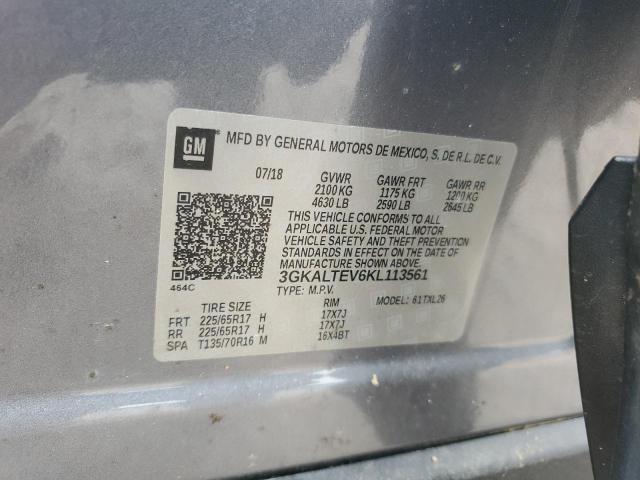 GM
MFD BY GENERAL MOTORS DE MEXICO, S. DE R.L. DE C.V.
07/18 GVWR GAWR FRT GAWR RR
2100 KG 1175 KG 1200 KG
4630 LB 2590 LB 2645 LB
THIS VEHICLE CONFORMS TO ALL
APPLICABLE U.S. FEDERAL MOTOR
VEHICLE SAFETY AND THEFT PREVENTION
STANDARDS IN EFFECT ON THE DATE OF
MANUFACTURE SHOWN ABOVE.
3GKALTEV6KL113561
464C
TYPE: M.P.V. MODEL: 61TXL26
TIRE SIZE RIM
FRT 225/65R17 H 17X7J
RR 225/65R17 H 17X7J
SPA T135/70R16 M 16X4BT